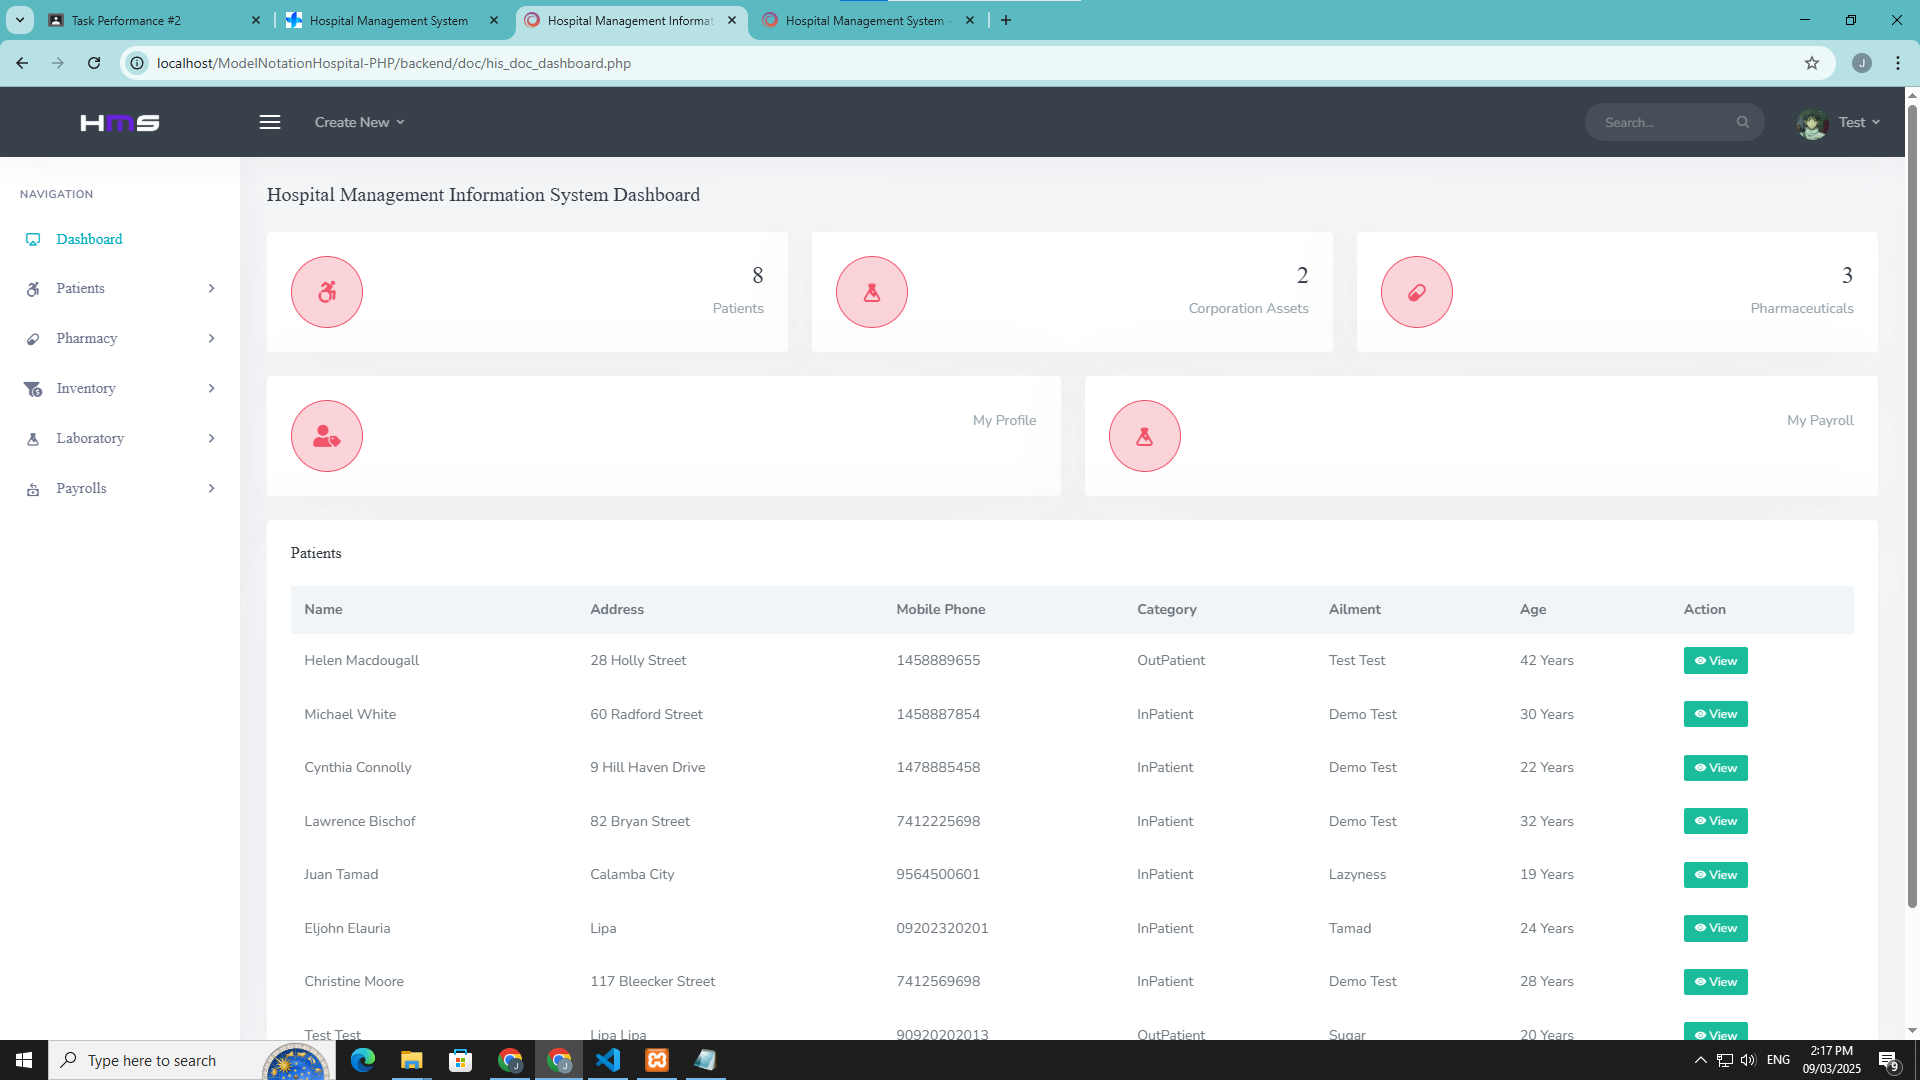 Task Performance #2
Hospital Management System
Hospital Management Informat
Hospital Management System -
localhost/ModelNotationHospital-PHP/backend/doc/his_doc_dashboard.php
J
HMS
Create New
Search...
Test
NAVIGATION
Dashboard
Patients
Pharmacy
Inventory
Laboratory
Payrolls
Hospital Management Information System Dashboard
8
Patients
2
Corporation Assets
3
Pharmaceuticals
My Profile
My Payroll
Patients
Name Address Mobile Phone Category Ailment Age Action
Helen Macdougall 28 Holly Street 1458889655 OutPatient Test Test 42 Years View
Michael White 60 Radford Street 1458887854 InPatient Demo Test 30 Years View
Cynthia Connolly 9 Hill Haven Drive 1478885458 InPatient Demo Test 22 Years View
Lawrence Bischof 82 Bryan Street 7412225698 InPatient Demo Test 32 Years View
Juan Tamad Calamba City 9564500601 InPatient Lazyness 19 Years View
Eljohn Elauria Lipa 09202320201 InPatient Tamad 24 Years View
Christine Moore 117 Bleecker Street 7412569698 InPatient Demo Test 28 Years View
Test Test Lipa Lipa 90920202013 OutPatient Sugar 20 Years View
Type here to search
ENG
2:17 PM
09/03/2025
9